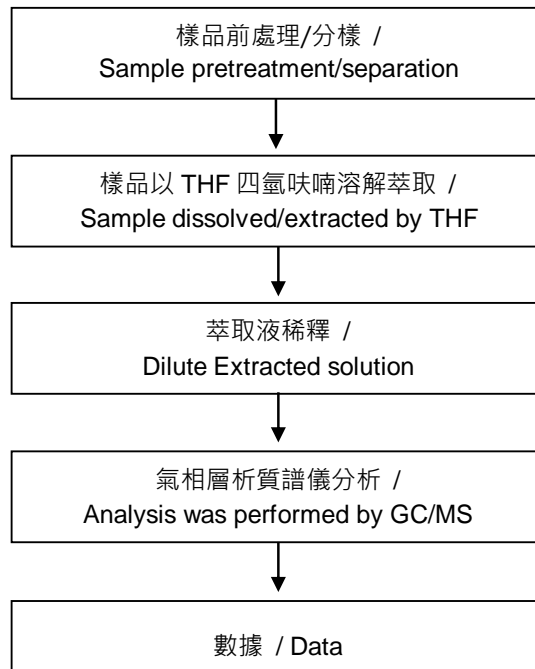 樣品前處理/分樣 /
Sample pretreatment/separation
樣品以 THF 四氫呋喃溶解萃取 /
Sample dissolved/extracted by THF
萃取液稀釋 /
Dilute Extracted solution
氣相層析質譜儀分析 /
Analysis was performed by GC/MS
數據 / Data